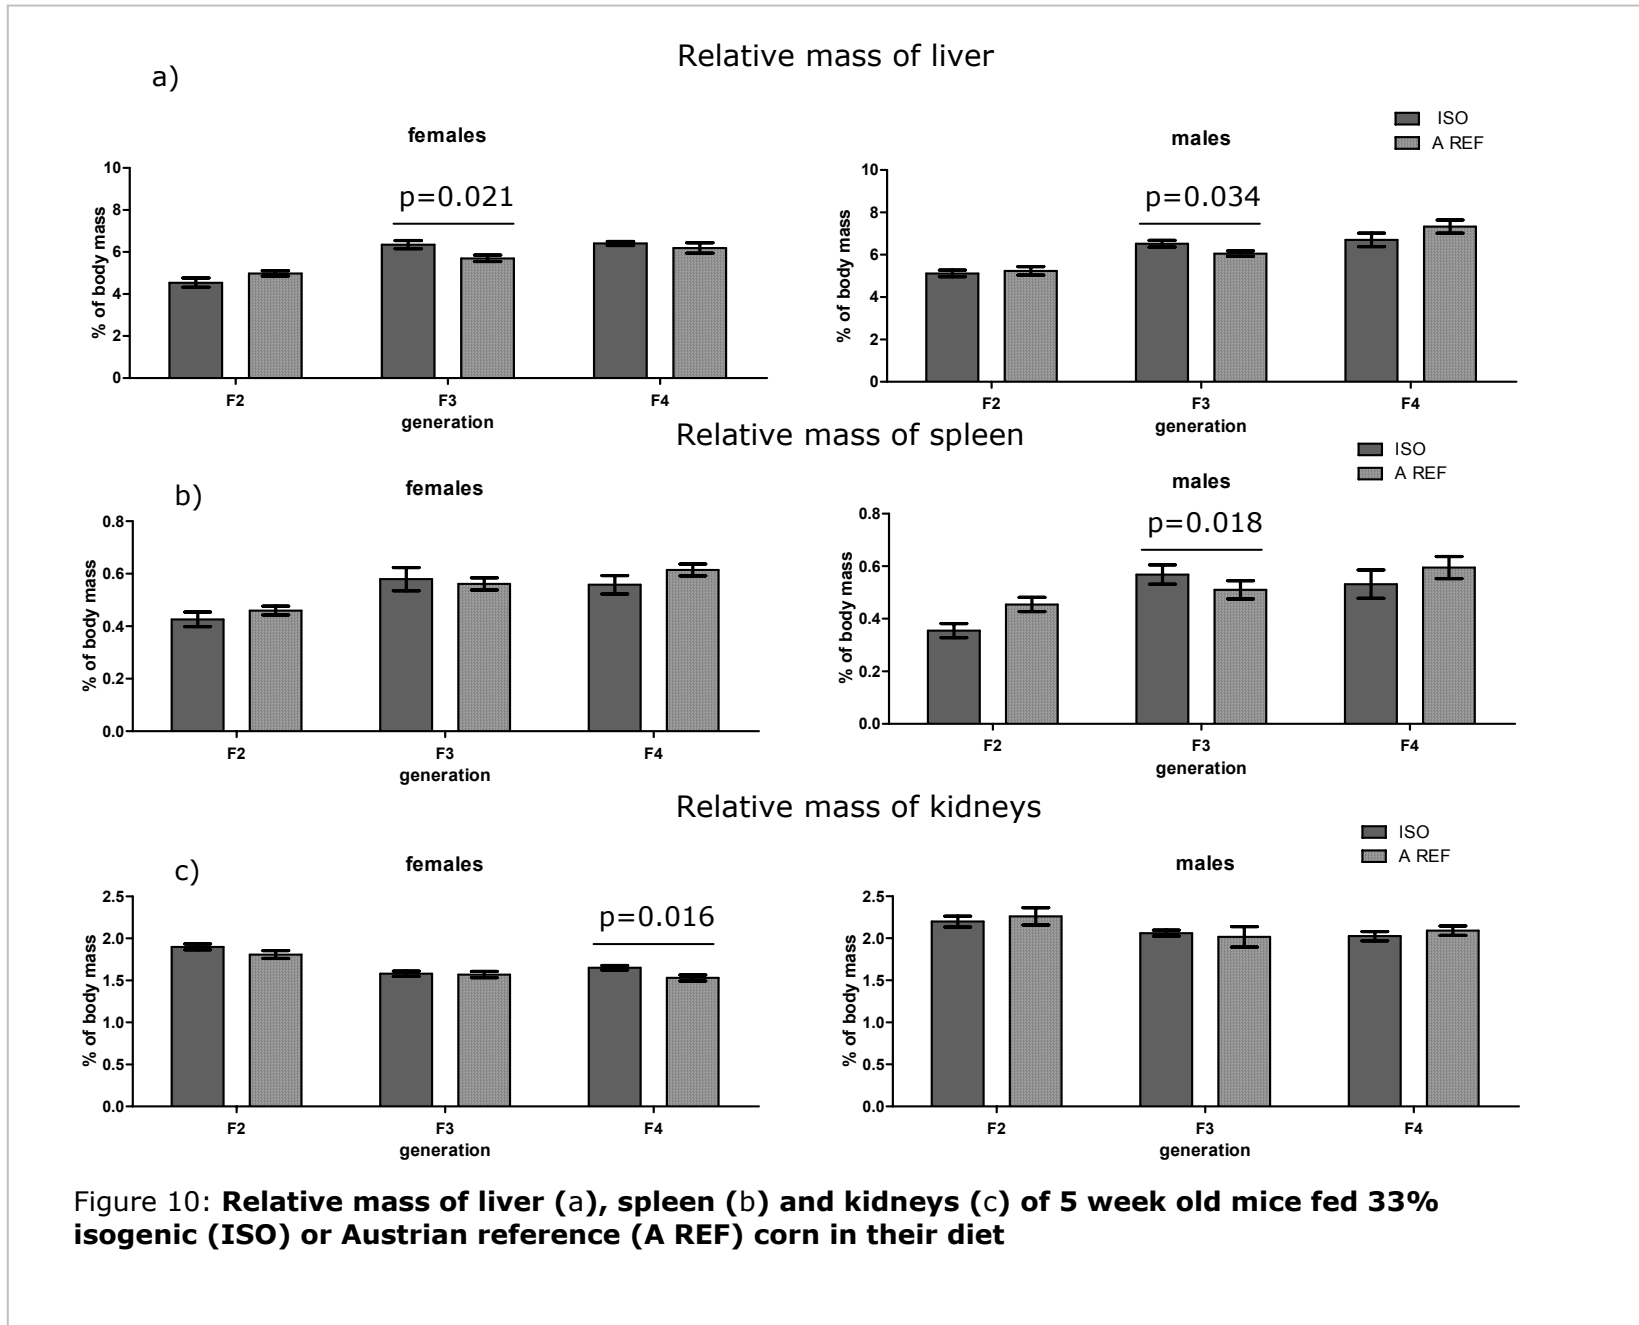 Relative mass of liver
a)
females
% of body mass
10
8
6
4
2
0
p=0.021
F2
F3
F4
generation
males
ISO
A REF
% of body mass
10
8
6
4
2
0
p=0.034
F2
F3
F4
generation
Relative mass of spleen
b)
females
% of body mass
0.8
0.6
0.4
0.2
0.0
F2
F3
F4
generation
males
ISO
A REF
% of body mass
0.8
0.6
0.4
0.2
0.0
p=0.018
F2
F3
F4
generation
Relative mass of kidneys
c)
females
% of body mass
2.5
2.0
1.5
1.0
0.5
0.0
p=0.016
F2
F3
F4
generation
males
ISO
A REF
% of body mass
2.5
2.0
1.5
1.0
0.5
0.0
F2
F3
F4
generation
Figure 10: Relative mass of liver (a), spleen (b) and kidneys (c) of 5 week old mice fed 33%
isogenic (ISO) or Austrian reference (A REF) corn in their diet